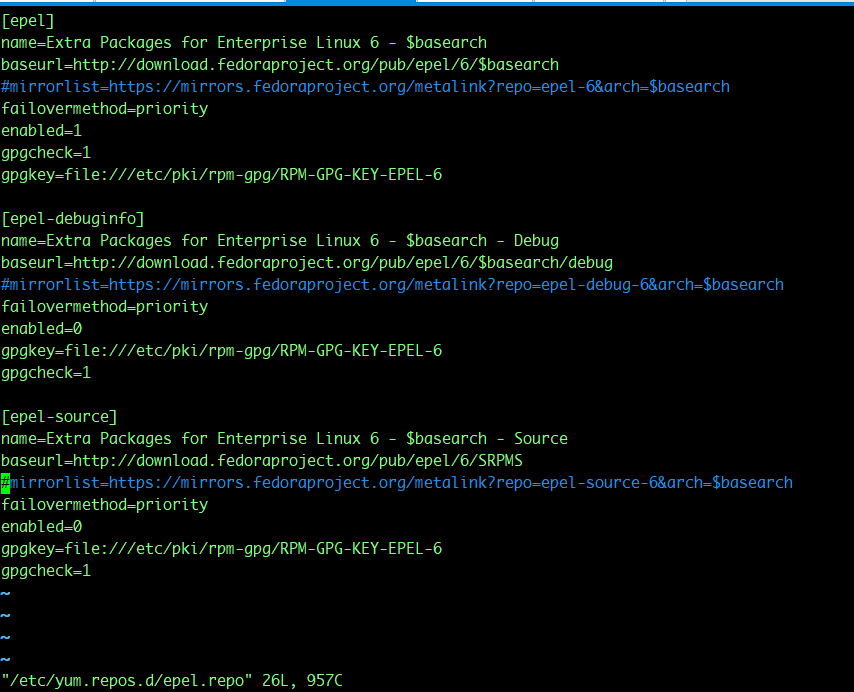 [epel]
name=Extra Packages for Enterprise Linux 6 - $basearch
baseurl=http://download.fedoraproject.org/pub/epel/6/$basearch
#mirrorlist=https://mirrors.fedoraproject.org/metalink?repo=epel-6&arch=$basearch
failovermethod=priority
enabled=1
gpgcheck=1
gpgkey=file:///etc/pki/rpm-gpg/RPM-GPG-KEY-EPEL-6

[epel-debuginfo]
name=Extra Packages for Enterprise Linux 6 - $basearch - Debug
baseurl=http://download.fedoraproject.org/pub/epel/6/$basearch/debug
#mirrorlist=https://mirrors.fedoraproject.org/metalink?repo=epel-debug-6&arch=$basearch
failovermethod=priority
enabled=0
gpgkey=file:///etc/pki/rpm-gpg/RPM-GPG-KEY-EPEL-6
gpgcheck=1

[epel-source]
name=Extra Packages for Enterprise Linux 6 - $basearch - Source
baseurl=http://download.fedoraproject.org/pub/epel/6/SRPMS
#mirrorlist=https://mirrors.fedoraproject.org/metalink?repo=epel-source-6&arch=$basearch
failovermethod=priority
enabled=0
gpgkey=file:///etc/pki/rpm-gpg/RPM-GPG-KEY-EPEL-6
gpgcheck=1
~
~
~
~
"/etc/yum.repos.d/epel.repo" 26L, 957C